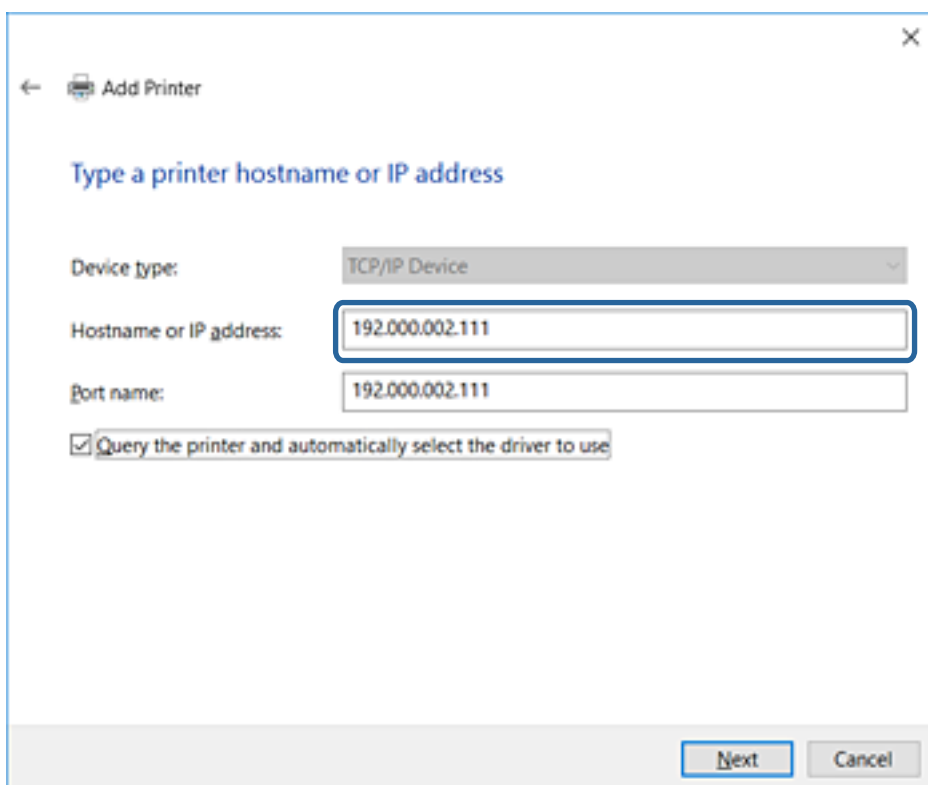 Add Printer
Type a printer hostname or IP address
Device type: TCP/IP Device
Hostname or IP address: 192.000.002.111
Port name: 192.000.002.111
Query the printer and automatically select the driver to use
Next Cancel